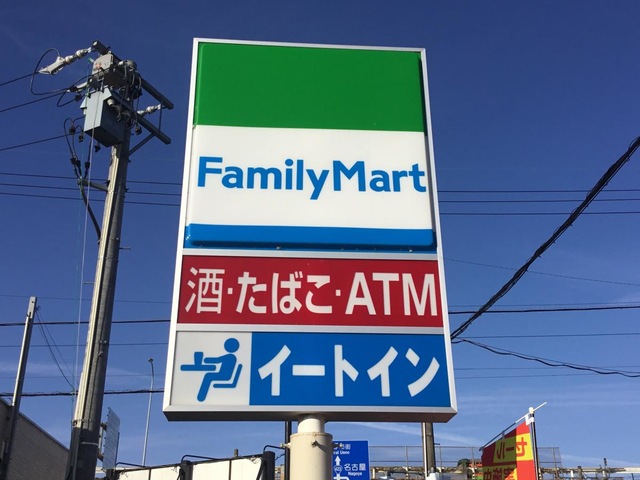 FamilyMart
酒・たばこ・ATM
イートイン
名古屋
Nagoya